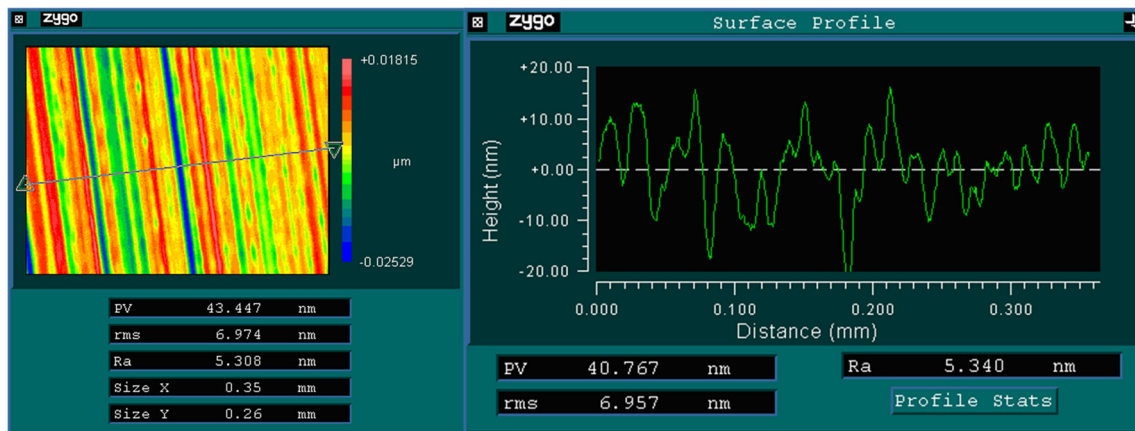 zygo
+0.01815
µm
-0.02529
PV 43.447 nm
rms 6.974 nm
Ra 5.308 nm
Size X 0.35 mm
Size Y 0.26 mm
zygo Surface Profile
+20.00
+10.00
+0.00
-10.00
-20.00
Height (nm)
0.000 0.100 0.200 0.300
Distance (mm)
PV 40.767 nm
rms 6.957 nm
Ra 5.340 nm
Profile Stats